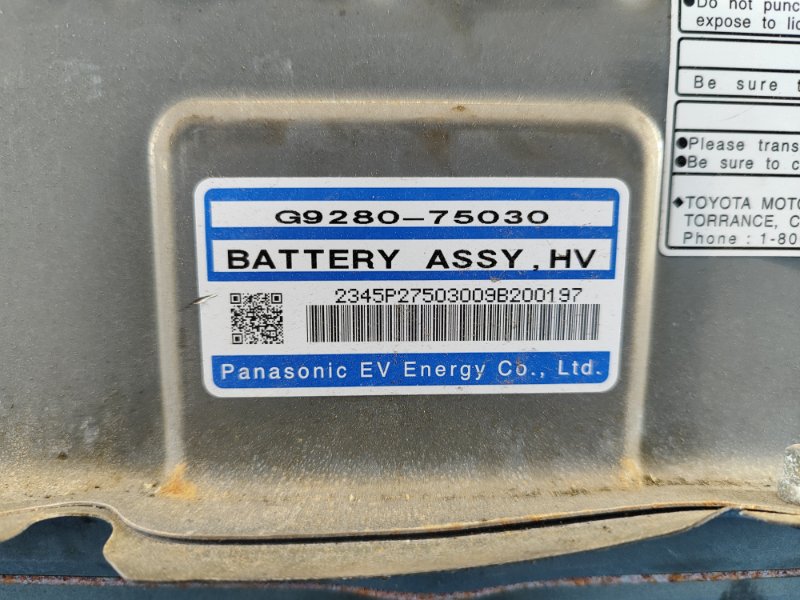 G9280-75030
BATTERY ASSY, HV
2345P27503009B200197
Panasonic EV Energy Co., Ltd.
●Do not punc
expose to
Be sure
●Please trans
●Be sure to
◆TOYOTA MOTO
TORRANCE, C
Phone : 1-80